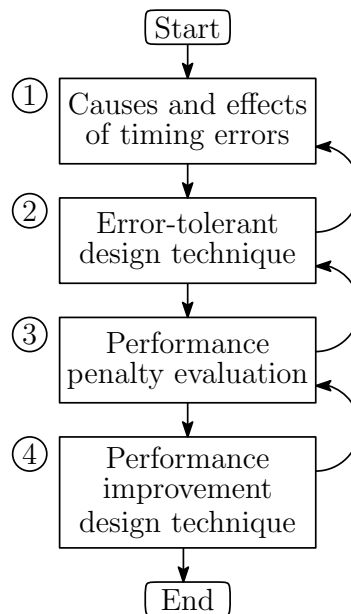 Start
1
Causes and effects
of timing errors
2
Error-tolerant
design technique
3
Performance
penalty evaluation
4
Performance
improvement
design technique
End